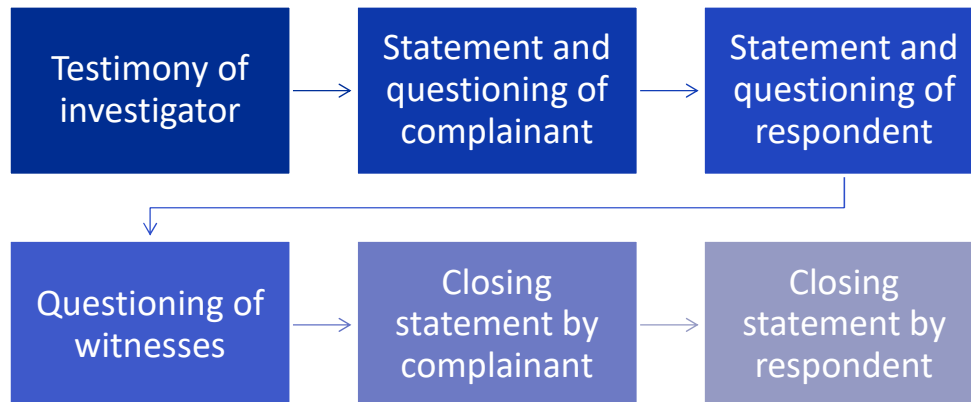 Testimony of
investigator
Statement and
questioning of
complainant
Statement and
questioning of
respondent
Questioning of
witnesses
Closing
statement by
complainant
Closing
statement by
respondent